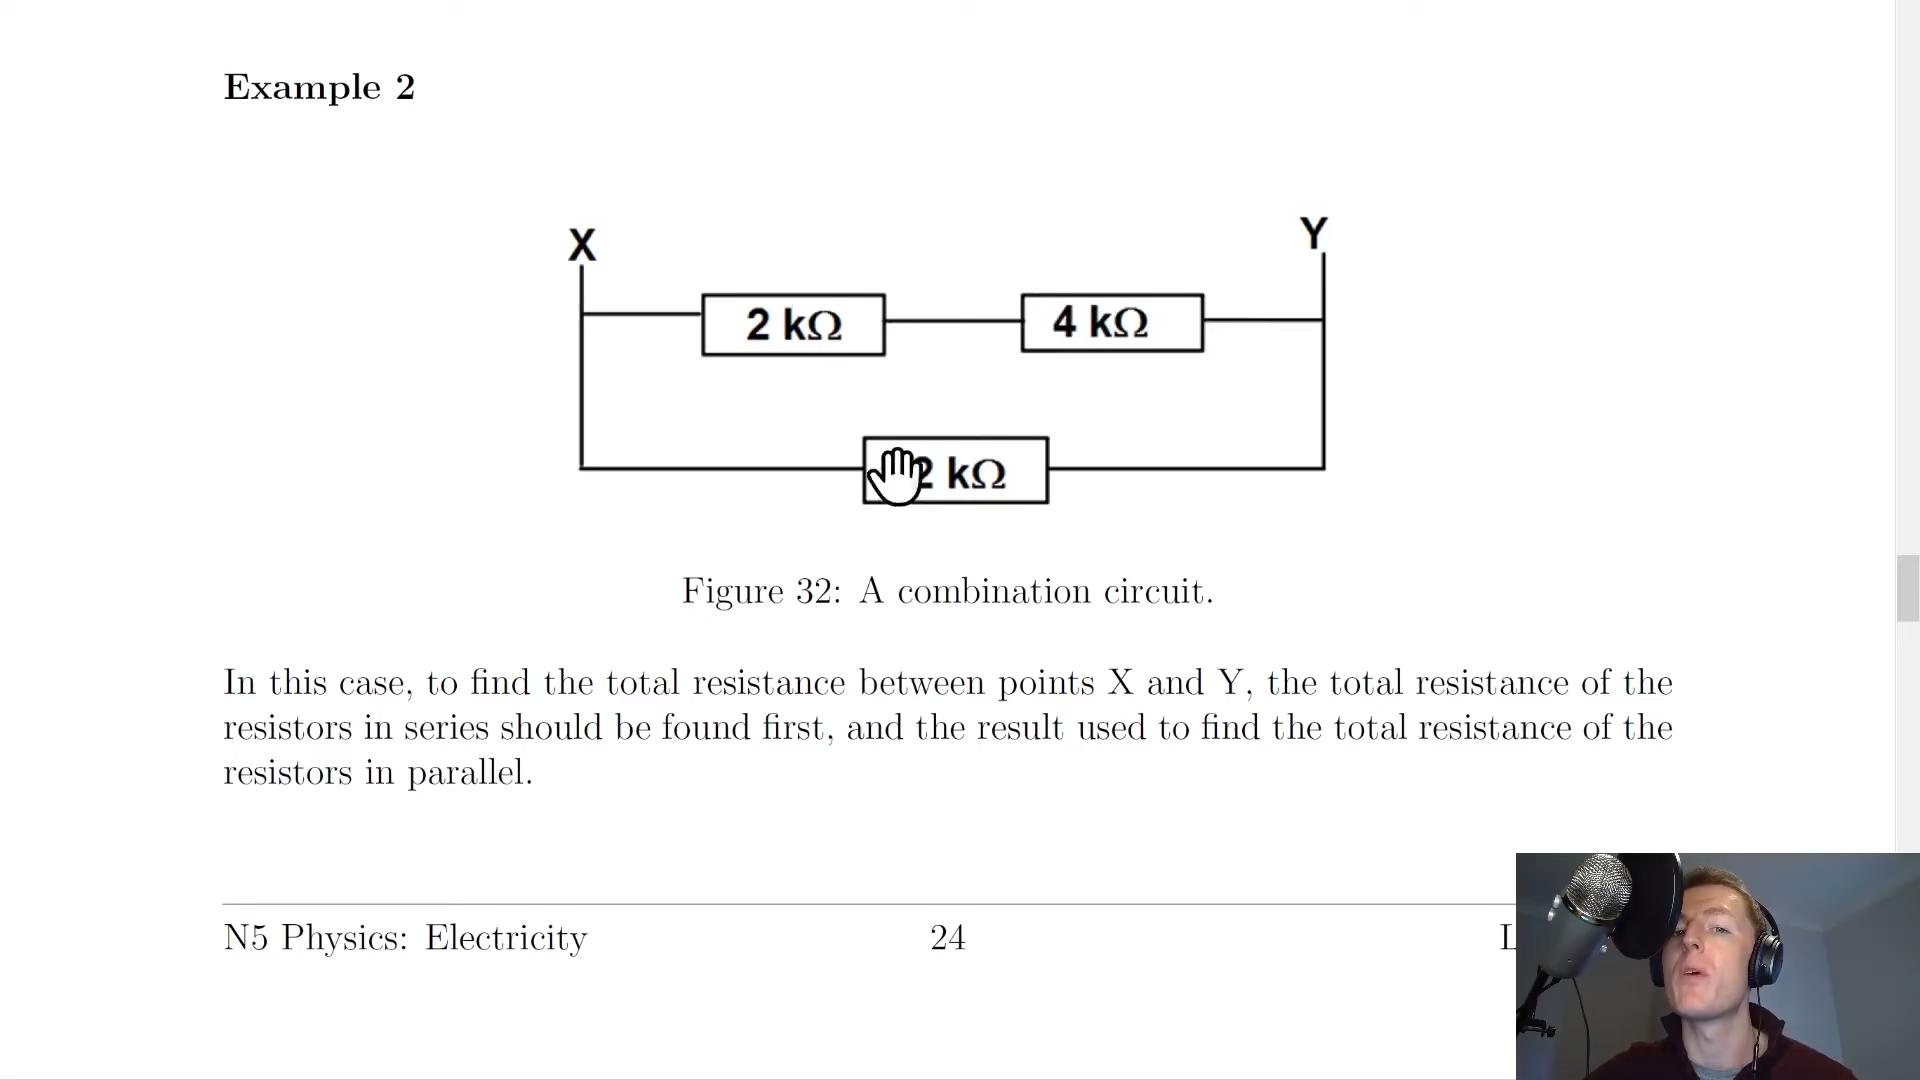 Example 2
X
Y
2 kΩ
4 kΩ
2 kΩ
Figure 32: A combination circuit.
In this case, to find the total resistance between points X and Y, the total resistance of the
resistors in series should be found first, and the result used to find the total resistance of the
resistors in parallel.
N5 Physics: Electricity
24